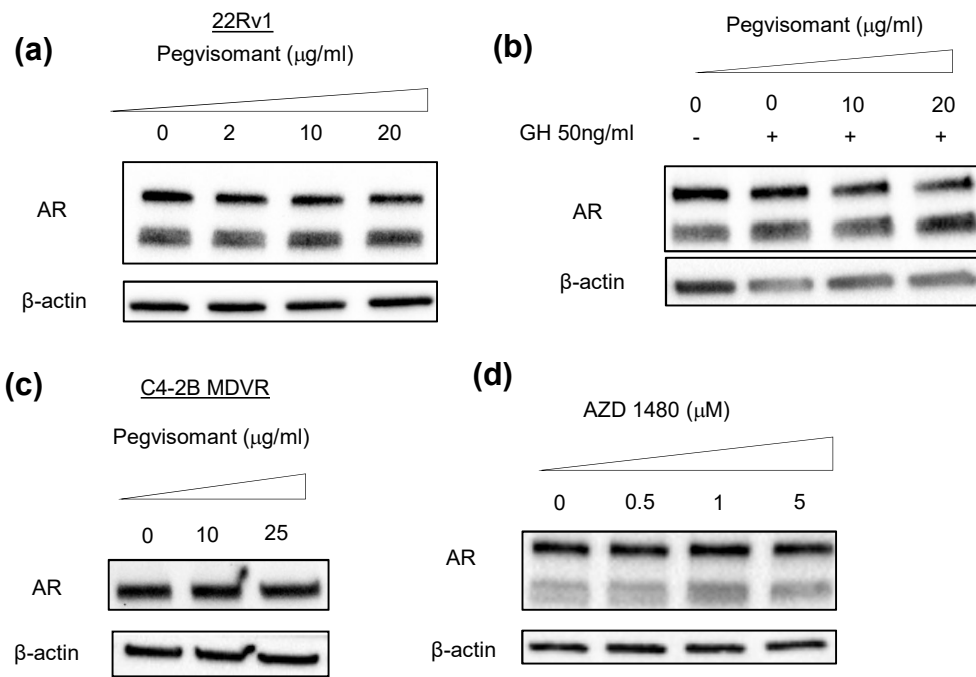 (a)
22Rv1
Pegvisomant (μg/ml)
0 2 10 20
AR
β-actin
(b)
Pegvisomant (μg/ml)
0 0 10 20
GH 50ng/ml - + + +
AR
β-actin
(c)
C4-2B MDVR
Pegvisomant (μg/ml)
0 10 25
AR
β-actin
(d)
AZD 1480 (μM)
0 0.5 1 5
AR
β-actin